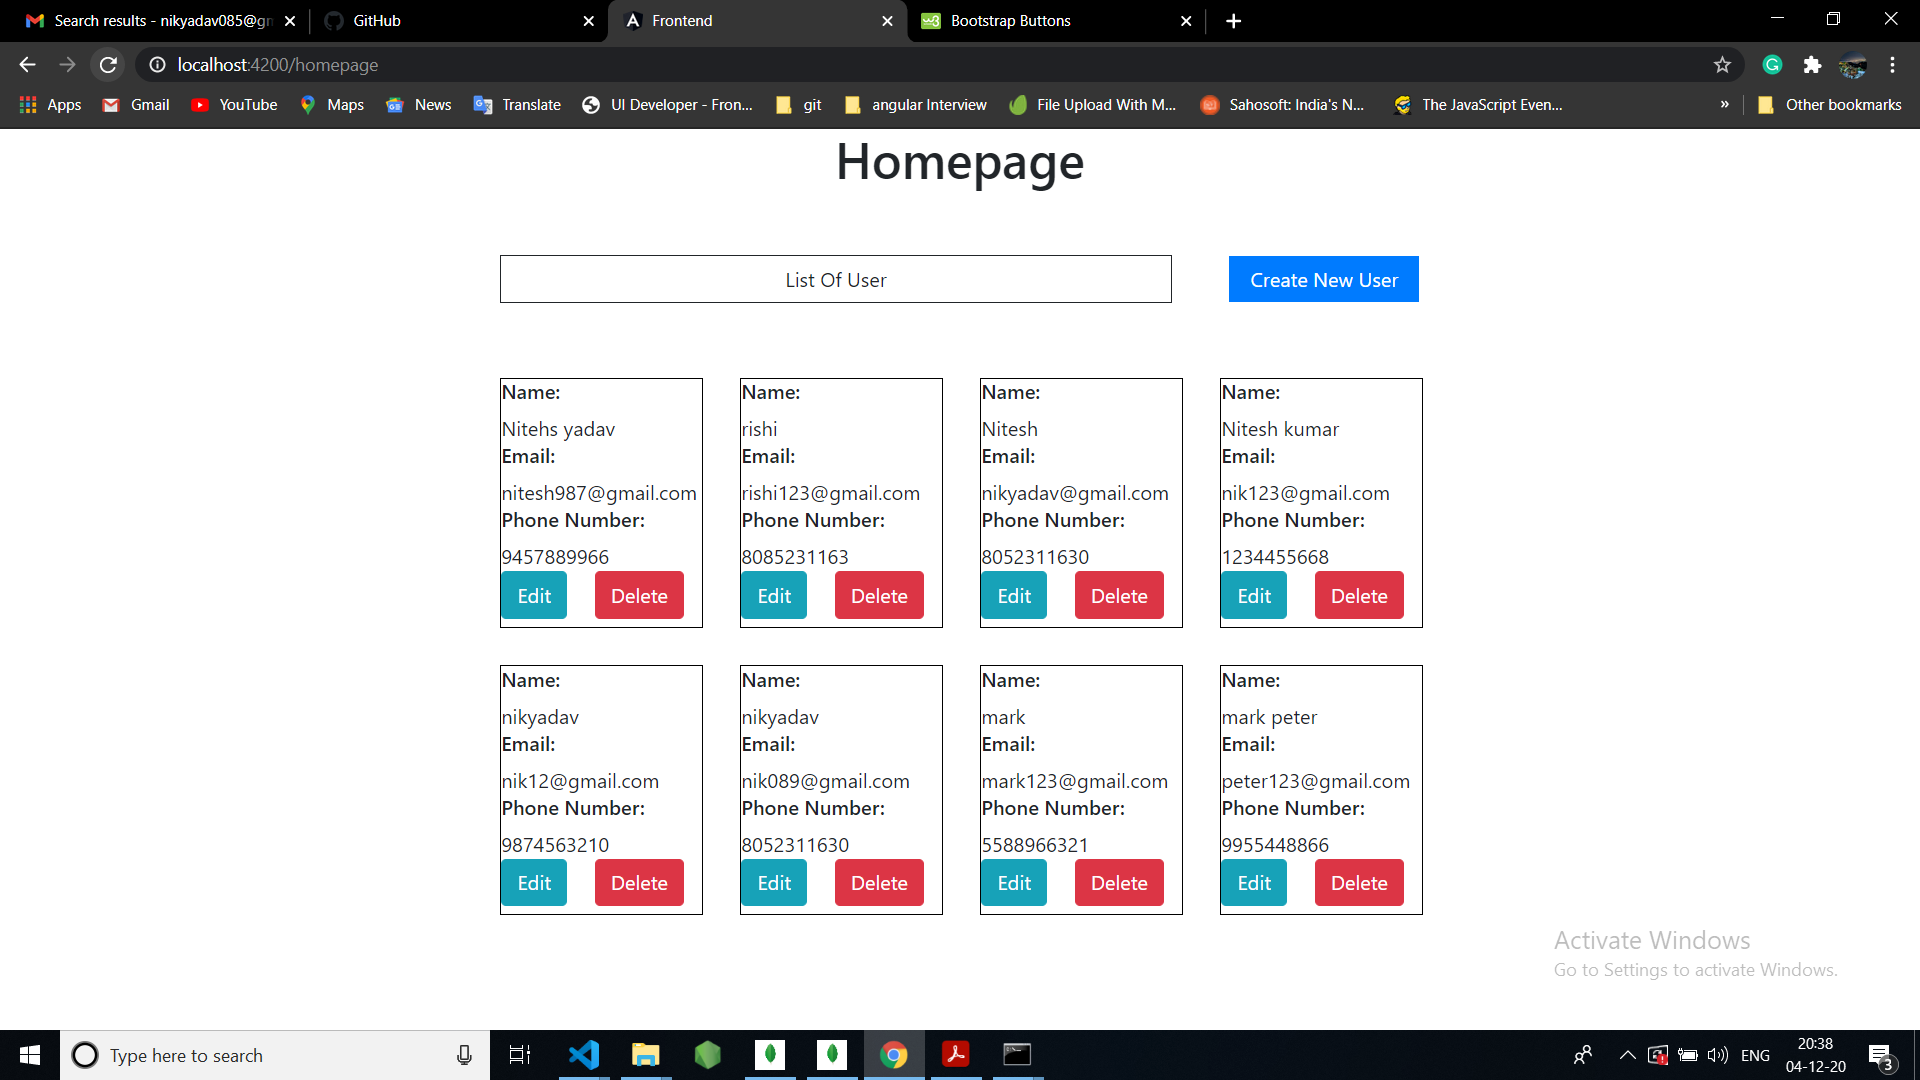 Search results - nikyadav085@gm
GitHub
Frontend
Bootstrap Buttons
localhost:4200/homepage
Apps
Gmail
YouTube
Maps
News
Translate
UI Developer - Fron...
git
angular Interview
File Upload With M...
Sahosoft: India's N...
The JavaScript Even...
»
Other bookmarks
Homepage
List Of User
Create New User
Name:
Nitehs yadav
Email:
nitesh987@gmail.com
Phone Number:
9457889966
Edit
Delete
Name:
rishi
Email:
rishi123@gmail.com
Phone Number:
8085231163
Edit
Delete
Name:
Nitesh
Email:
nikyadav@gmail.com
Phone Number:
8052311630
Edit
Delete
Name:
Nitesh kumar
Email:
nik123@gmail.com
Phone Number:
1234455668
Edit
Delete
Name:
nikyadav
Email:
nik12@gmail.com
Phone Number:
9874563210
Edit
Delete
Name:
nikyadav
Email:
nik089@gmail.com
Phone Number:
8052311630
Edit
Delete
Name:
mark
Email:
mark123@gmail.com
Phone Number:
5588966321
Edit
Delete
Name:
mark peter
Email:
peter123@gmail.com
Phone Number:
9955448866
Edit
Delete
Activate Windows
Go to Settings to activate Windows.
Type here to search
ENG
20:38
04-12-20
3